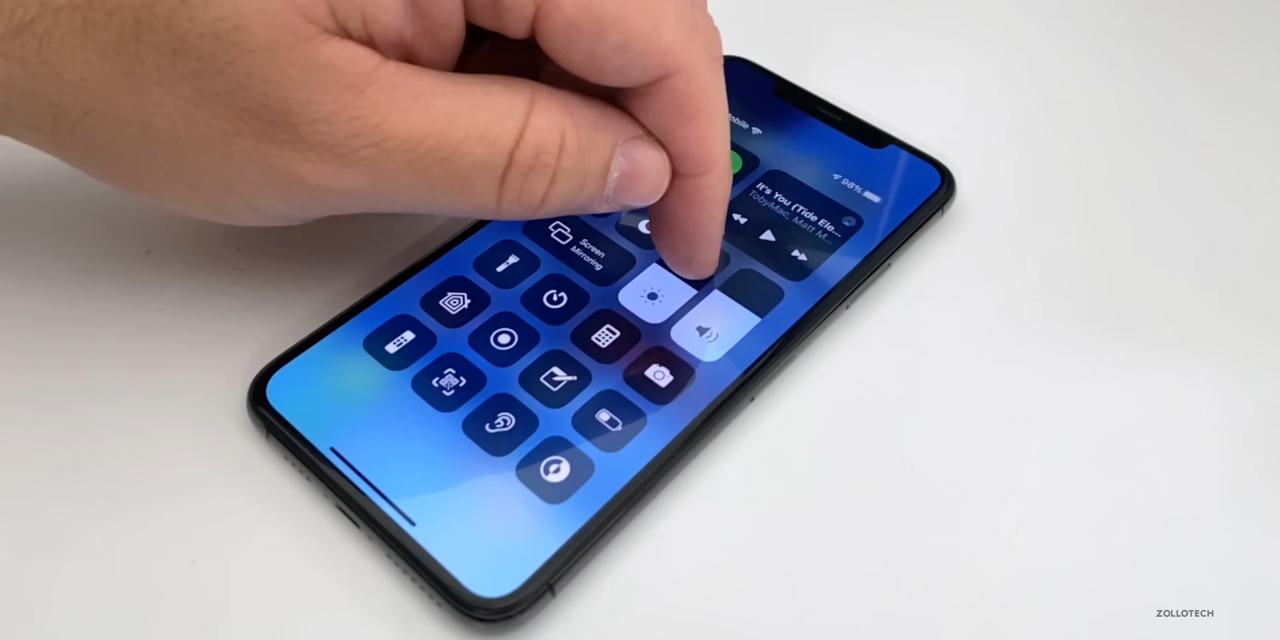 98%
It's You (Tide Ele...
TobyMac, Matt M...
Screen
Mirroring
ZOLLOTECH